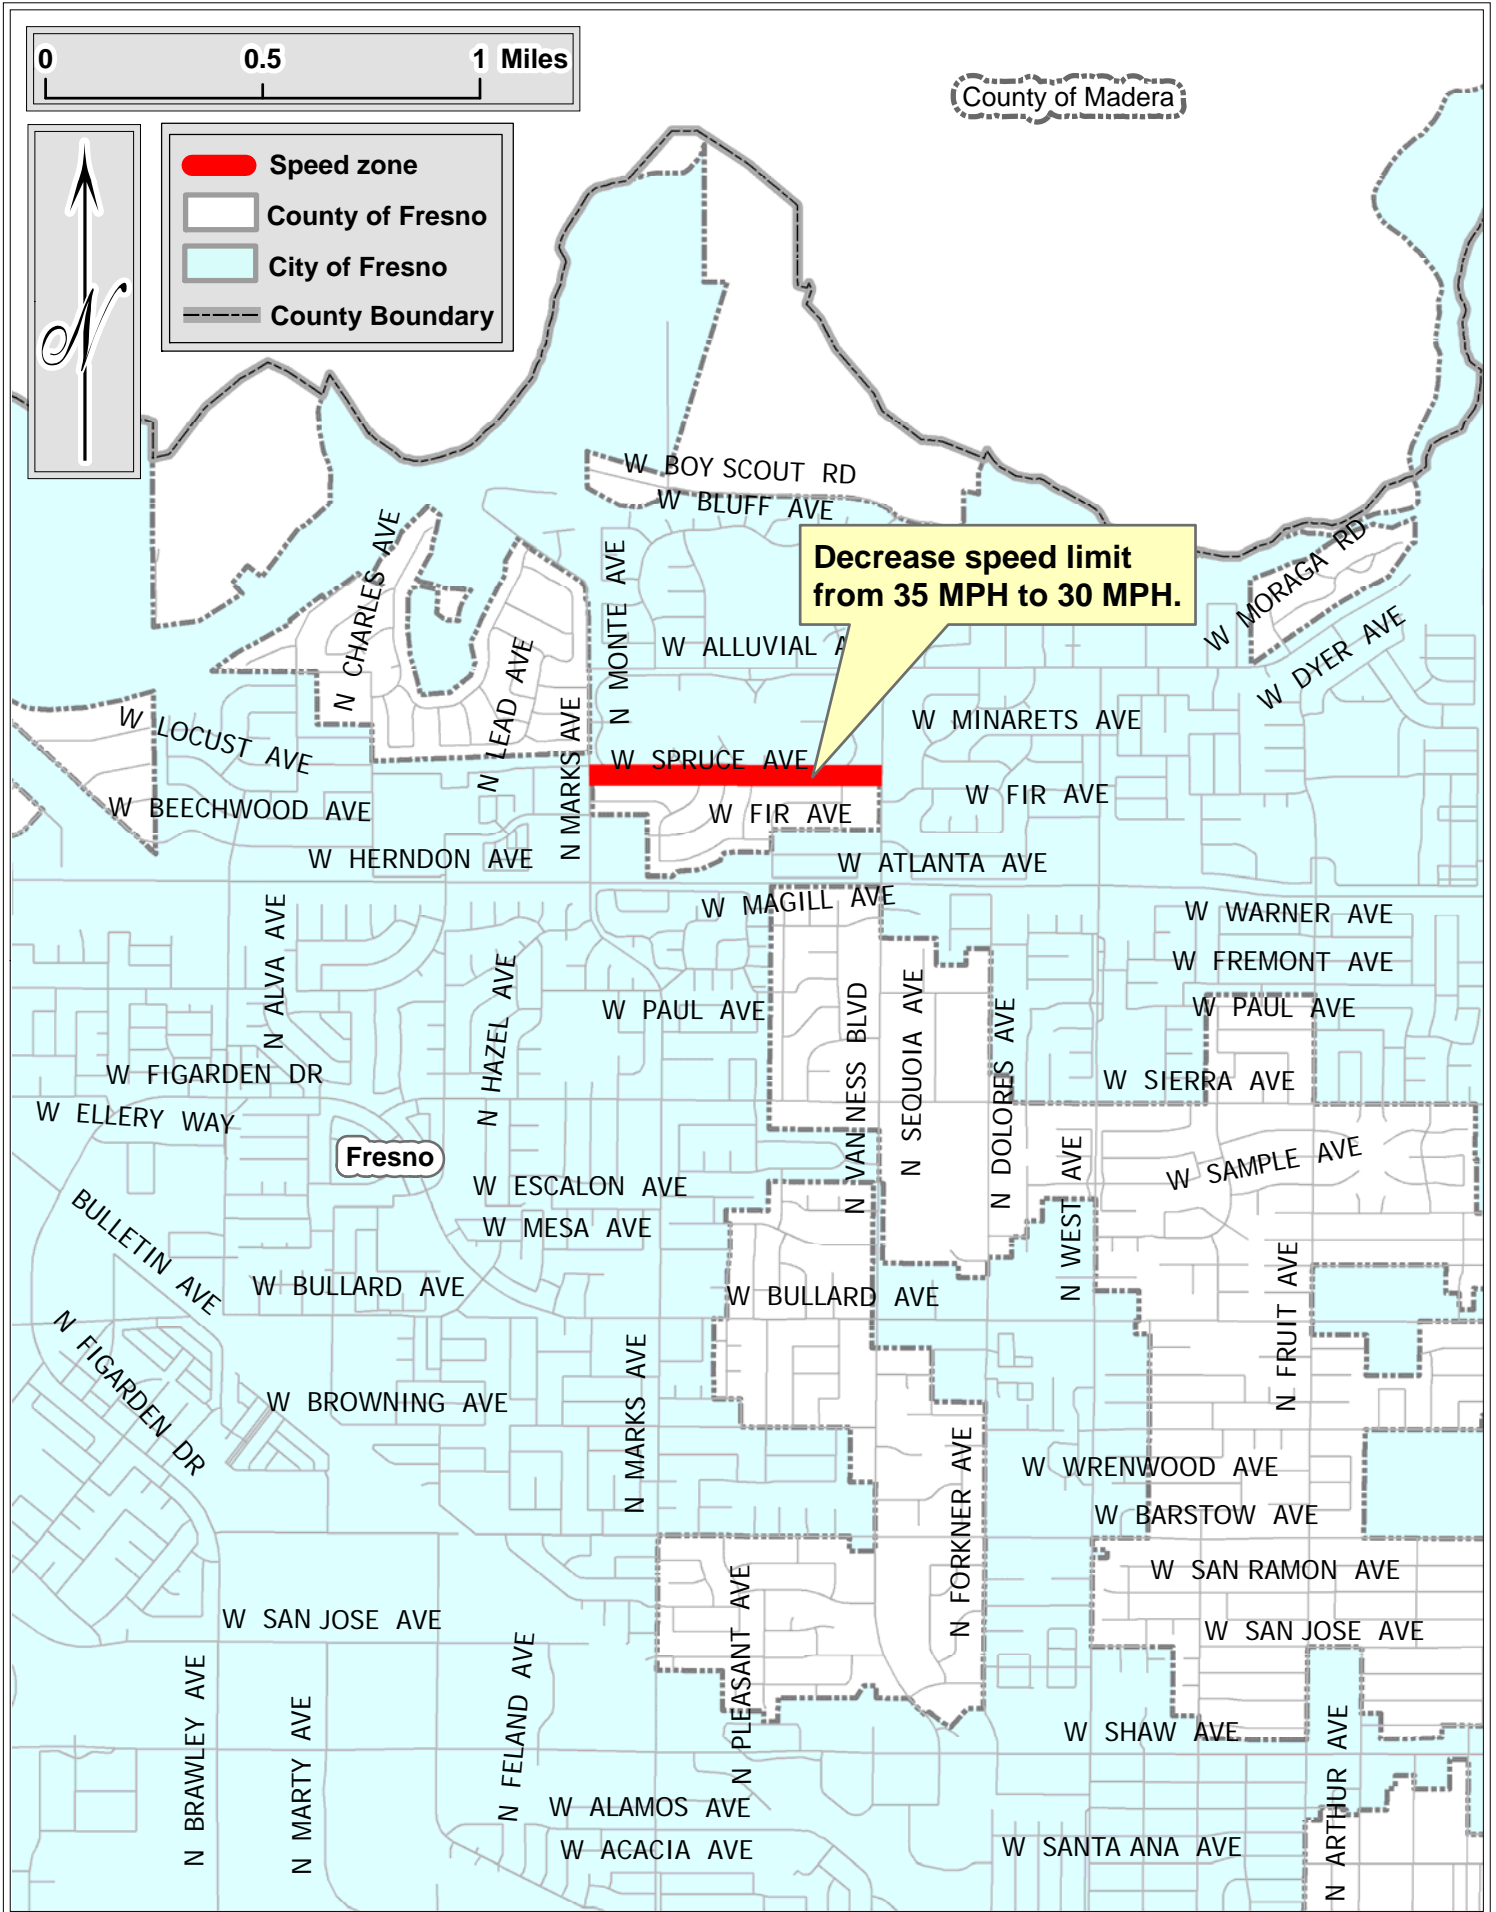 0 0.5 1 Miles
County of Madera
Speed zone
County of Fresno
City of Fresno
County Boundary
N
W BOY SCOUT RD
W BLUFF AVE
Decrease speed limit
from 35 MPH to 30 MPH.
N CHARLES AVE
N MONTE AVE
W MORAGA RD
W DYER AVE
W ALLUVIAL A
N LEAD AVE
N MARKS AVE
W LOCUST AVE
W MINARETS AVE
W SPRUCE AVE
W BEECHWOOD AVE
W FIR AVE
W FIR AVE
W HERNDON AVE
W ATLANTA AVE
W MAGILL AVE
W WARNER AVE
N ALVA AVE
W FREMONT AVE
N HAZEL AVE
W PAUL AVE
W PAUL AVE
N VAN NESS BLVD
N SEQUOIA AVE
N DOLORES AVE
W FIGARDEN DR
W SIERRA AVE
W ELLERY WAY
Fresno
W SAMPLE AVE
W ESCALON AVE
N WEST AVE
W MESA AVE
BULLETIN AVE
W BULLARD AVE
W BULLARD AVE
N FRUIT AVE
N FIGARDEN DR
W BROWNING AVE
N MARKS AVE
W WRENWOOD AVE
N FORKNER AVE
W BARSTOW AVE
W SAN RAMON AVE
W SAN JOSE AVE
W SAN JOSE AVE
N PLEASANT AVE
N BRAWLEY AVE
N MARTY AVE
N FELAND AVE
W SHAW AVE
N ARTHUR AVE
W ALAMOS AVE
W ACACIA AVE
W SANTA ANA AVE